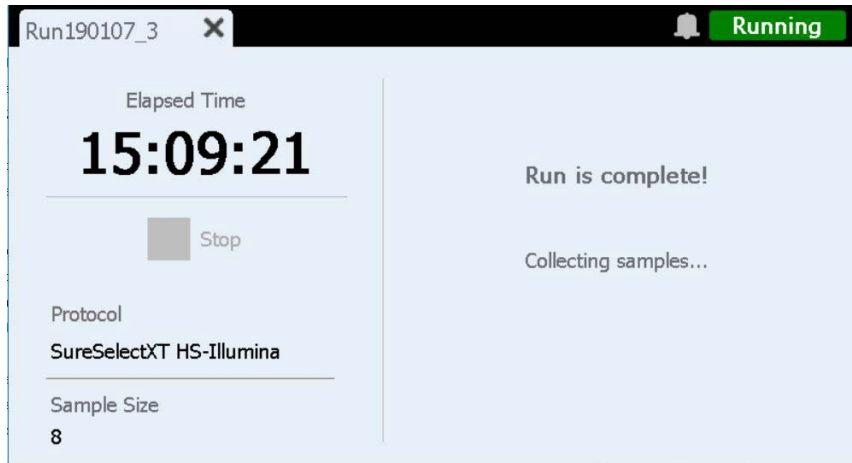 Run190107_3
Running
Elapsed Time
15:09:21
Stop
Protocol
SureSelectXT HS-Illumina
Sample Size
8
Run is complete!
Collecting samples...